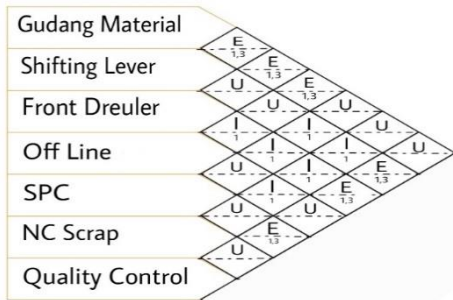 Gudang Material
E
1,3
Shifting Lever E
1,3
U E
1,3
Front Dreuler U U
I I U
1 1
Off Line I I U
1 1
U I E
1 1,3
SPC I E
1 1,3
U U
NC Scrap E
1,3
U
Quality Control